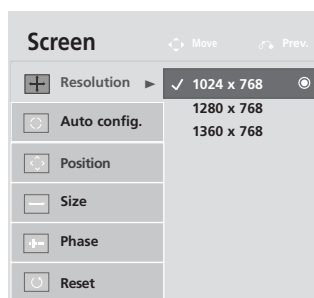 Screen
Move
Prev.
Resolution ►
✓ 1024 x 768
1280 x 768
1360 x 768
Auto config.
Position
Size
Phase
Reset